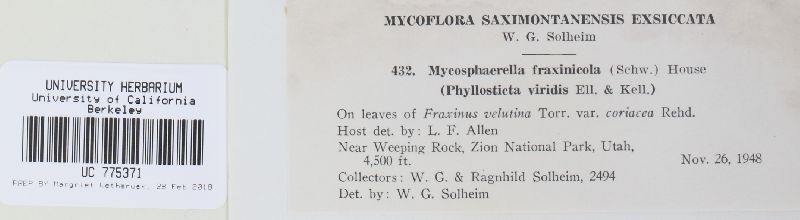 MYCOFLORA SAXIMONTANENSIS EXSICCATA
W. G. Solheim
432. Mycosphaerella fraxinicola (Schw.) House
(Phyllosticta viridis Ell. & Kell.)
On leaves of Fraxinus velutina Torr. var. coriacea Rehd.
Host det. by: L. F. Allen
Near Weeping Rock, Zion National Park, Utah,
4,500 ft. Nov. 26, 1948
Collectors: W. G. & Ragnhild Solheim, 2494
Det. by: W. G. Solheim
UNIVERSITY HERBARIUM
University of California
Berkeley
UC 775371
PREP BY Margriet Wetherwax, 28 Feb 2018